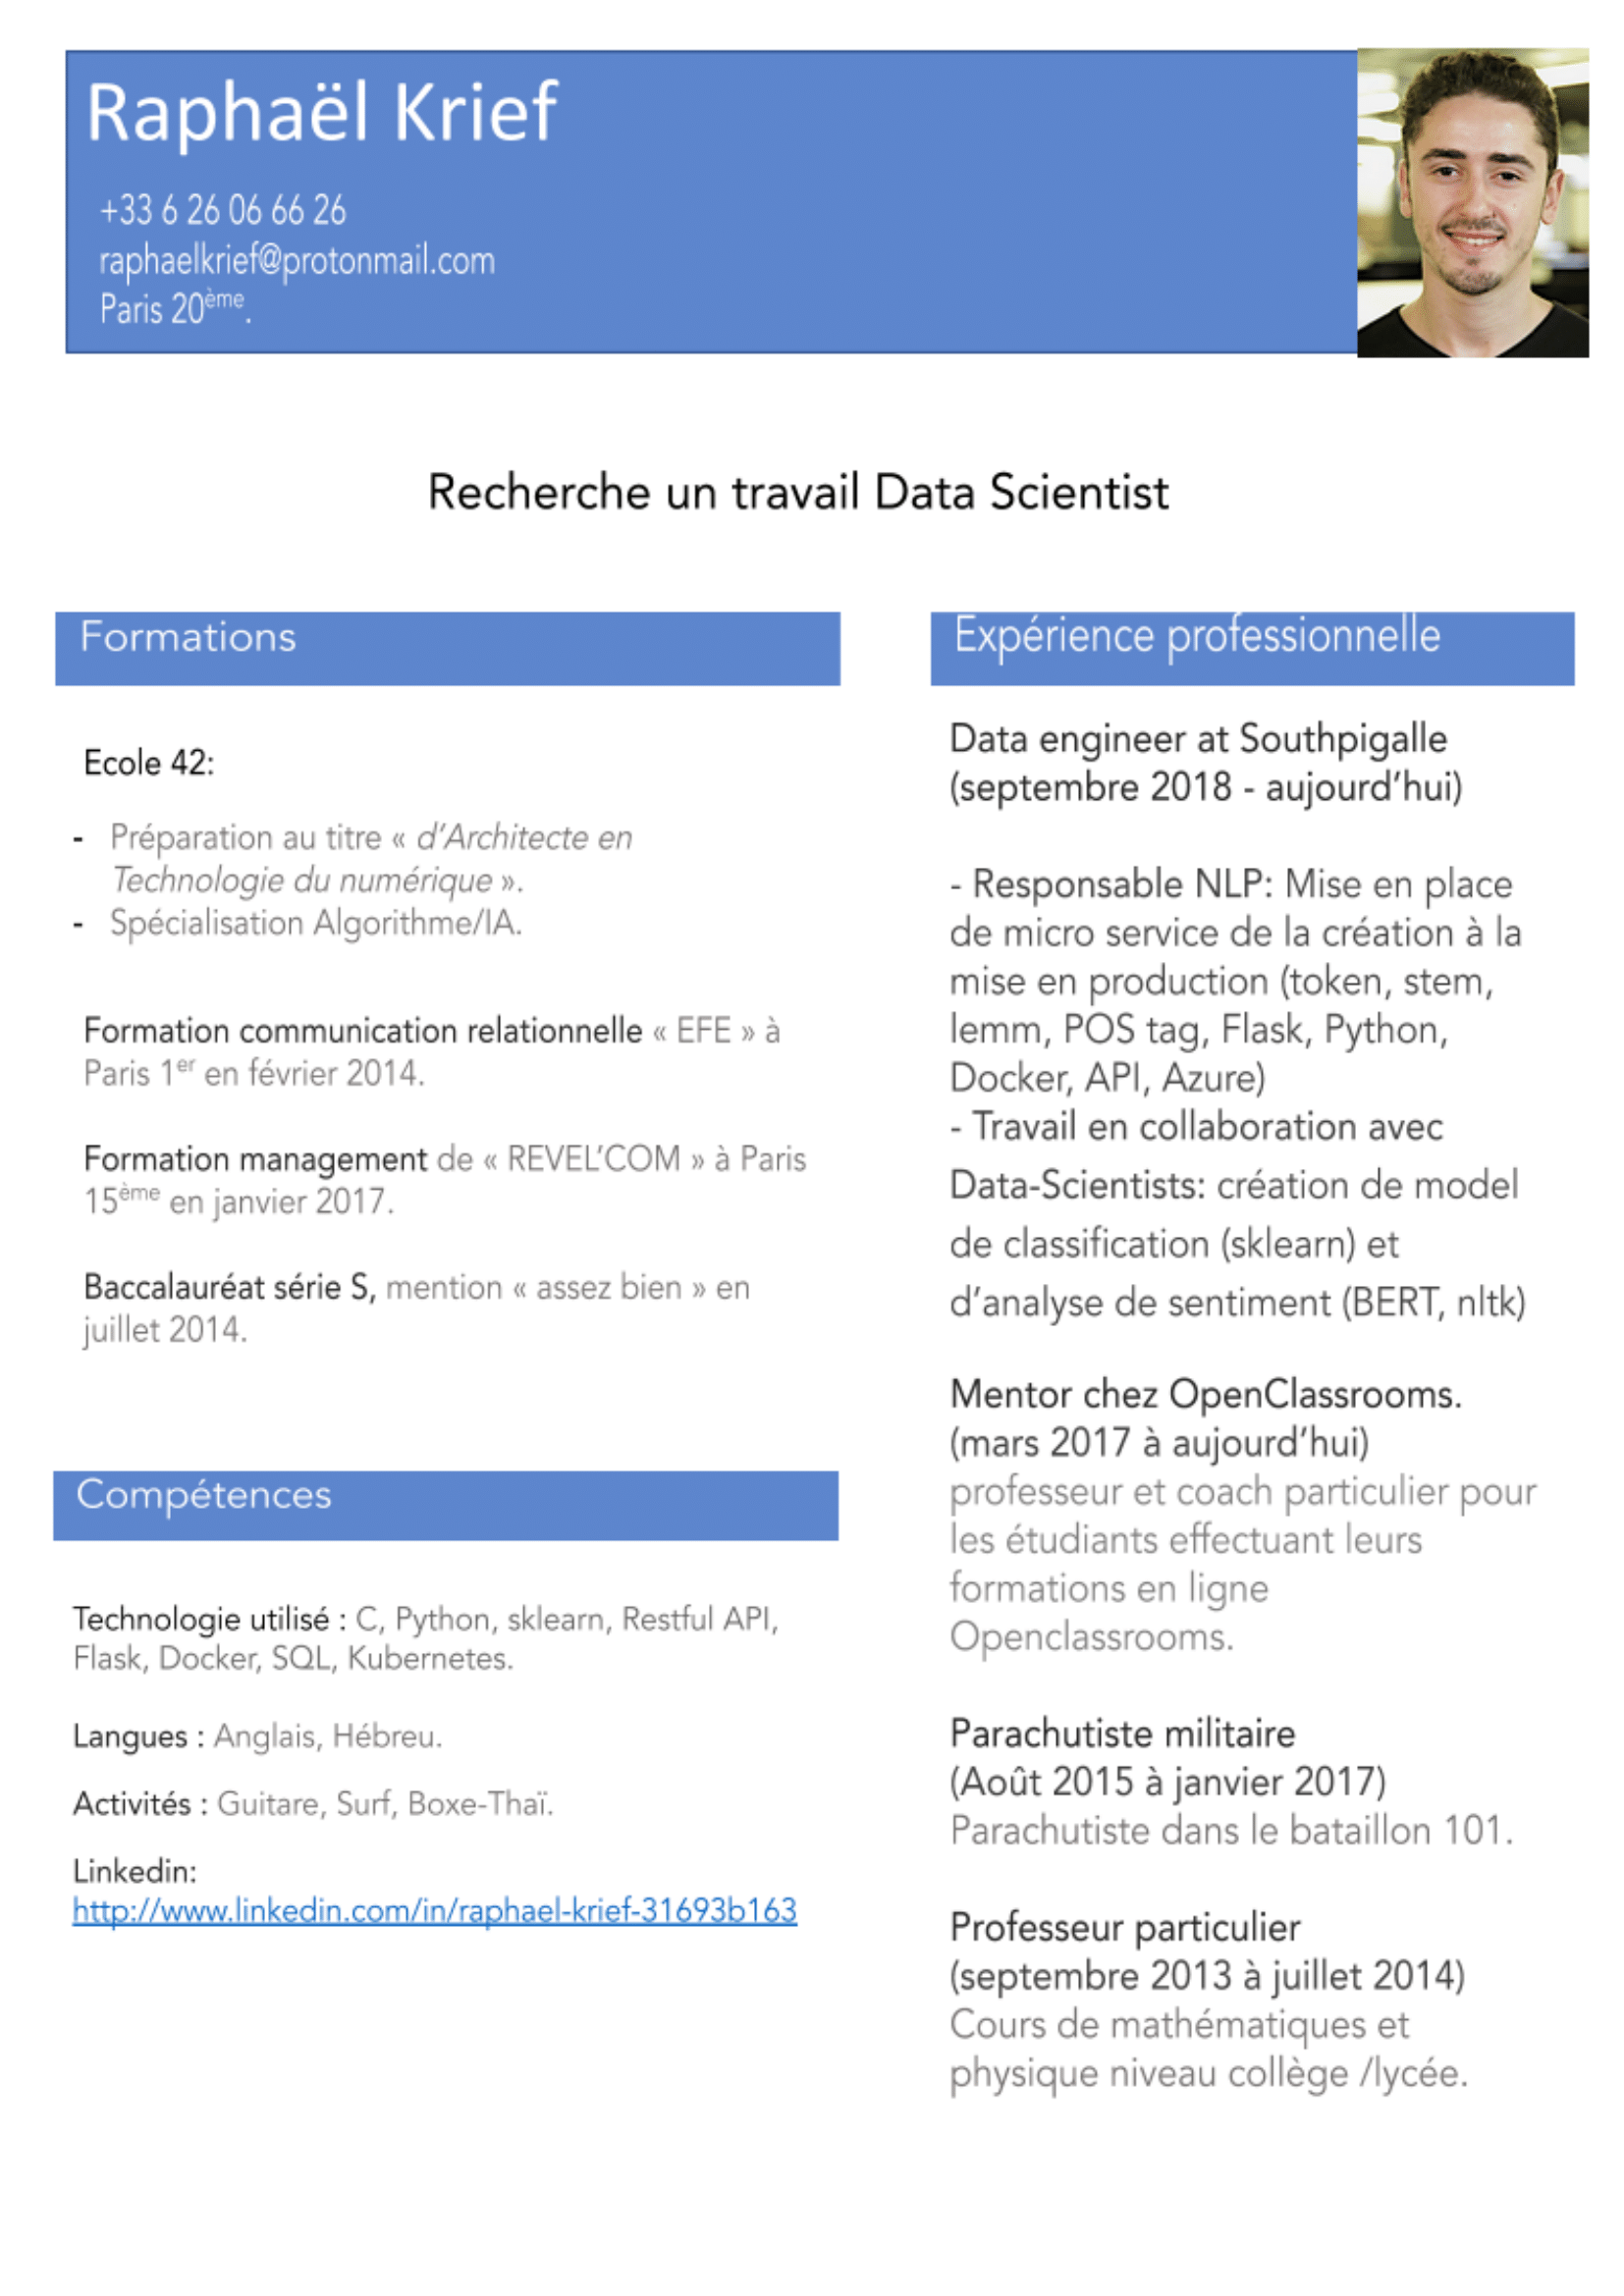 Raphaël Krief
+33 6 26 06 66 26
raphaelkrief@protonmail.com
Paris 20ème.
Recherche un travail Data Scientist
Formations
Ecole 42:
- Préparation au titre « d’Architecte en
Technologie du numérique ».
- Spécialisation Algorithme/IA.
Formation communication relationnelle « EFE » à
Paris 1er en février 2014.
Formation management de « REVEL’COM » à Paris
15ème en janvier 2017.
Baccalauréat série S, mention « assez bien » en
juillet 2014.
Compétences
Technologie utilisé : C, Python, sklearn, Restful API,
Flask, Docker, SQL, Kubernetes.
Langues : Anglais, Hébreu.
Activités : Guitare, Surf, Boxe-Thaï.
Linkedin:
http://www.linkedin.com/in/raphael-krief-31693b163
Expérience professionnelle
Data engineer at Southpigalle
(septembre 2018 - aujourd’hui)
- Responsable NLP: Mise en place
de micro service de la création à la
mise en production (token, stem,
lemm, POS tag, Flask, Python,
Docker, API, Azure)
- Travail en collaboration avec
Data-Scientists: création de model
de classification (sklearn) et
d’analyse de sentiment (BERT, nltk)
Mentor chez OpenClassrooms.
(mars 2017 à aujourd’hui)
professeur et coach particulier pour
les étudiants effectuant leurs
formations en ligne
Openclassrooms.
Parachutiste militaire
(Août 2015 à janvier 2017)
Parachutiste dans le bataillon 101.
Professeur particulier
(septembre 2013 à juillet 2014)
Cours de mathématiques et
physique niveau collège /lycée.